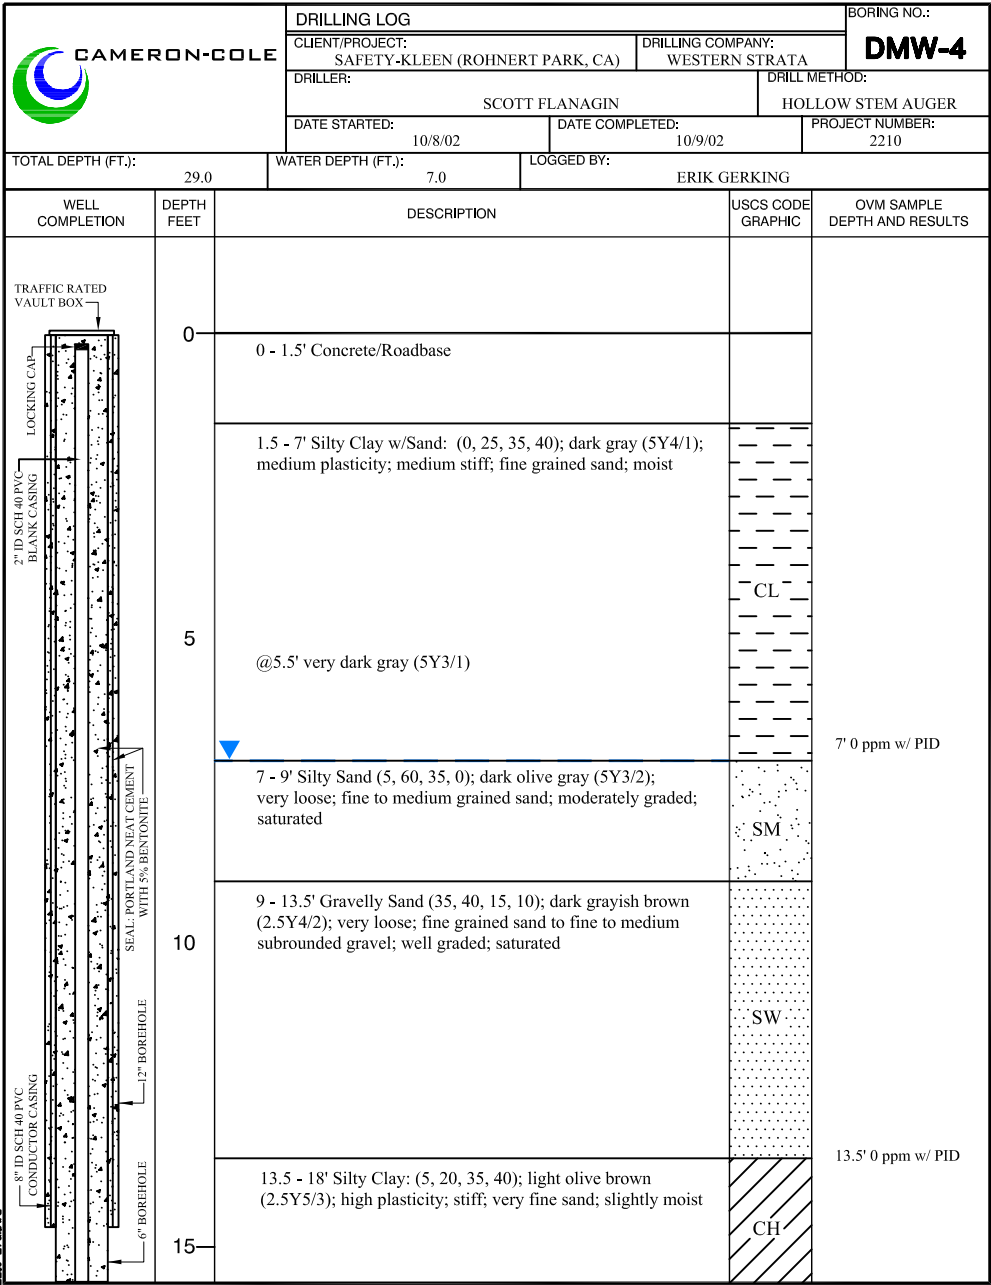 CAMERON-COLE
DRILLING LOG
BORING NO.:
DMW-4
CLIENT/PROJECT:
SAFETY-KLEEN (ROHNERT PARK, CA)
DRILLING COMPANY:
WESTERN STRATA
DRILLER:
SCOTT FLANAGIN
DRILL METHOD:
HOLLOW STEM AUGER
DATE STARTED:
10/8/02
DATE COMPLETED:
10/9/02
PROJECT NUMBER:
2210
TOTAL DEPTH (FT.):
29.0
WATER DEPTH (FT.):
7.0
LOGGED BY:
ERIK GERKING
WELL
COMPLETION
DEPTH
FEET
DESCRIPTION
USCS CODE
GRAPHIC
OVM SAMPLE
DEPTH AND RESULTS
TRAFFIC RATED
VAULT BOX
LOCKING CAP
2" ID SCH 40 PVC
BLANK CASING
SEAL: PORTLAND NEAT CEMENT
WITH 5% BENTONITE
12" BOREHOLE
8" ID SCH 40 PVC
CONDUCTOR CASING
6" BOREHOLE
0
0 - 1.5' Concrete/Roadbase
1.5 - 7' Silty Clay w/Sand: (0, 25, 35, 40); dark gray (5Y4/1);
medium plasticity; medium stiff; fine grained sand; moist
CL
5
@5.5' very dark gray (5Y3/1)
7' 0 ppm w/ PID
7 - 9' Silty Sand (5, 60, 35, 0); dark olive gray (5Y3/2);
very loose; fine to medium grained sand; moderately graded;
saturated
SM
9 - 13.5' Gravelly Sand (35, 40, 15, 10); dark grayish brown
(2.5Y4/2); very loose; fine grained sand to fine to medium
subrounded gravel; well graded; saturated
10
SW
13.5' 0 ppm w/ PID
13.5 - 18' Silty Clay: (5, 20, 35, 40); light olive brown
(2.5Y5/3); high plasticity; stiff; very fine sand; slightly moist
CH
15